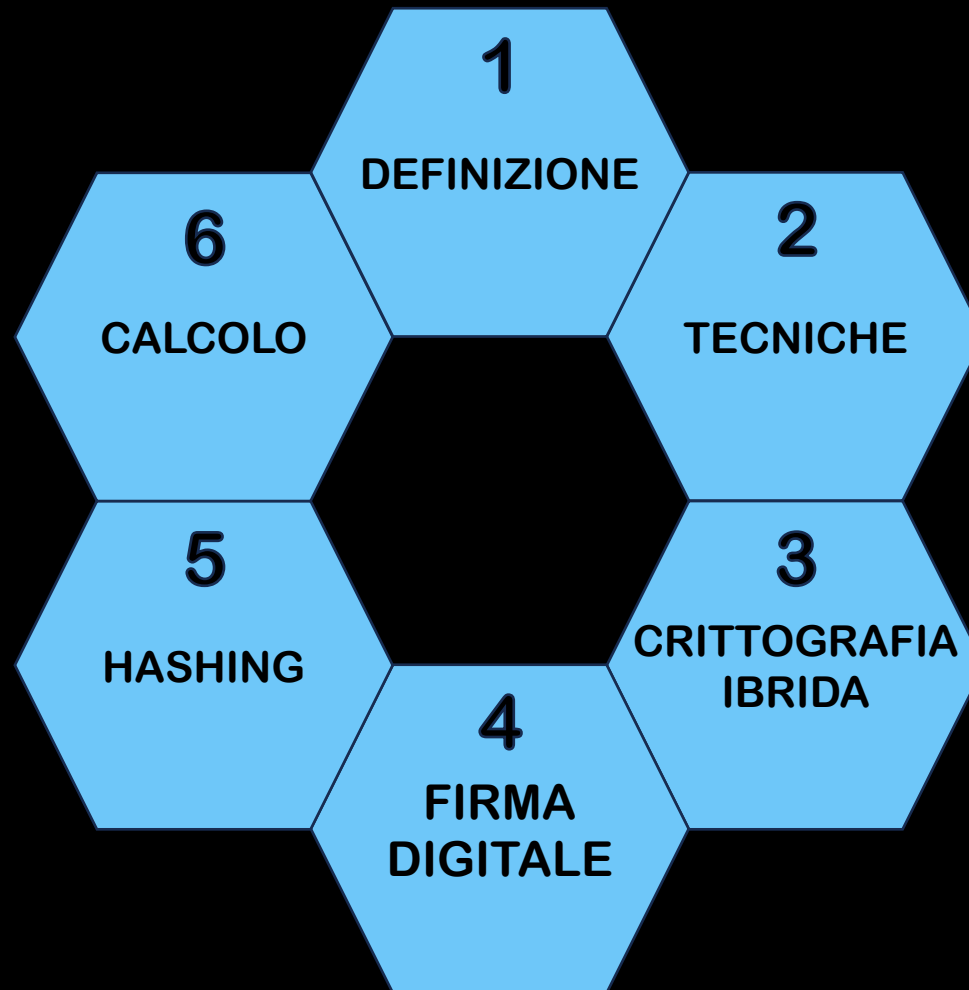 1
DEFINIZIONE
2
TECNICHE
3
CRITTOGRAFIA
IBRIDA
4
FIRMA
DIGITALE
5
HASHING
6
CALCOLO